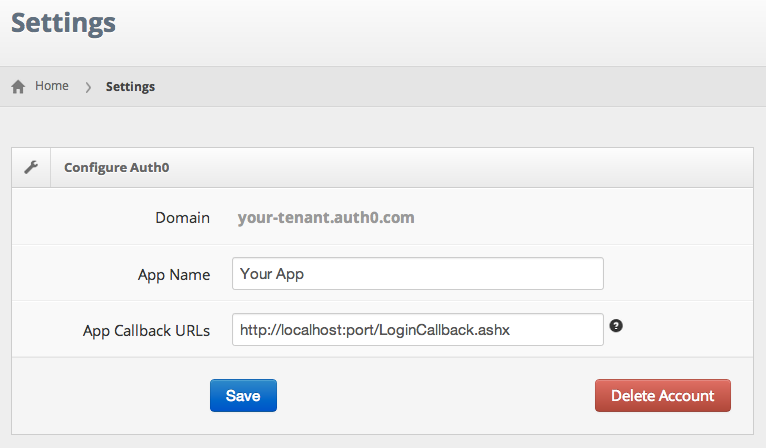 Settings
Home › Settings
Configure Auth0
Domain your-tenant.auth0.com
App Name Your App
App Callback URLs http://localhost:port/LoginCallback.ashx ?
Save Delete Account